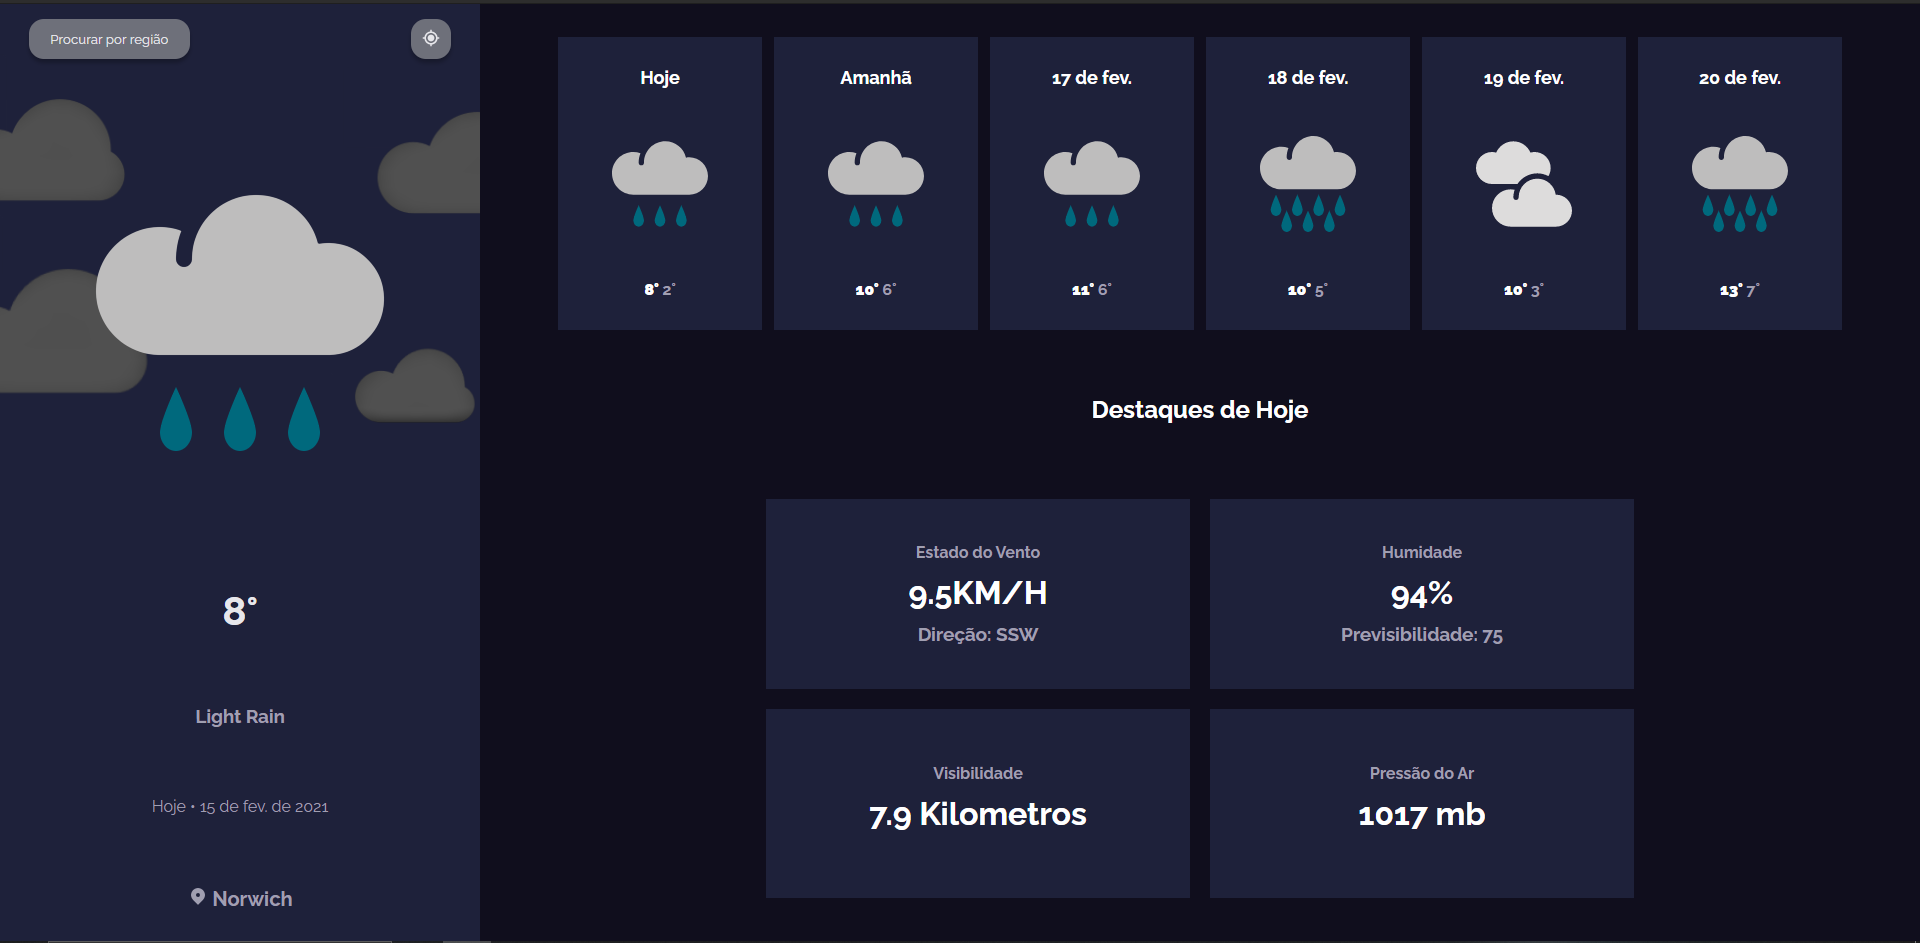 Procurar por região
8°
Light Rain
Hoje • 15 de fev. de 2021
Norwich
Hoje
8° 2°
Amanhã
10° 6°
17 de fev.
11° 6°
18 de fev.
10° 5°
19 de fev.
10° 3°
20 de fev.
13° 7°
Destaques de Hoje
Estado do Vento
9.5KM/H
Direção: SSW
Humidade
94%
Previsibilidade: 75
Visibilidade
7.9 Kilometros
Pressão do Ar
1017 mb